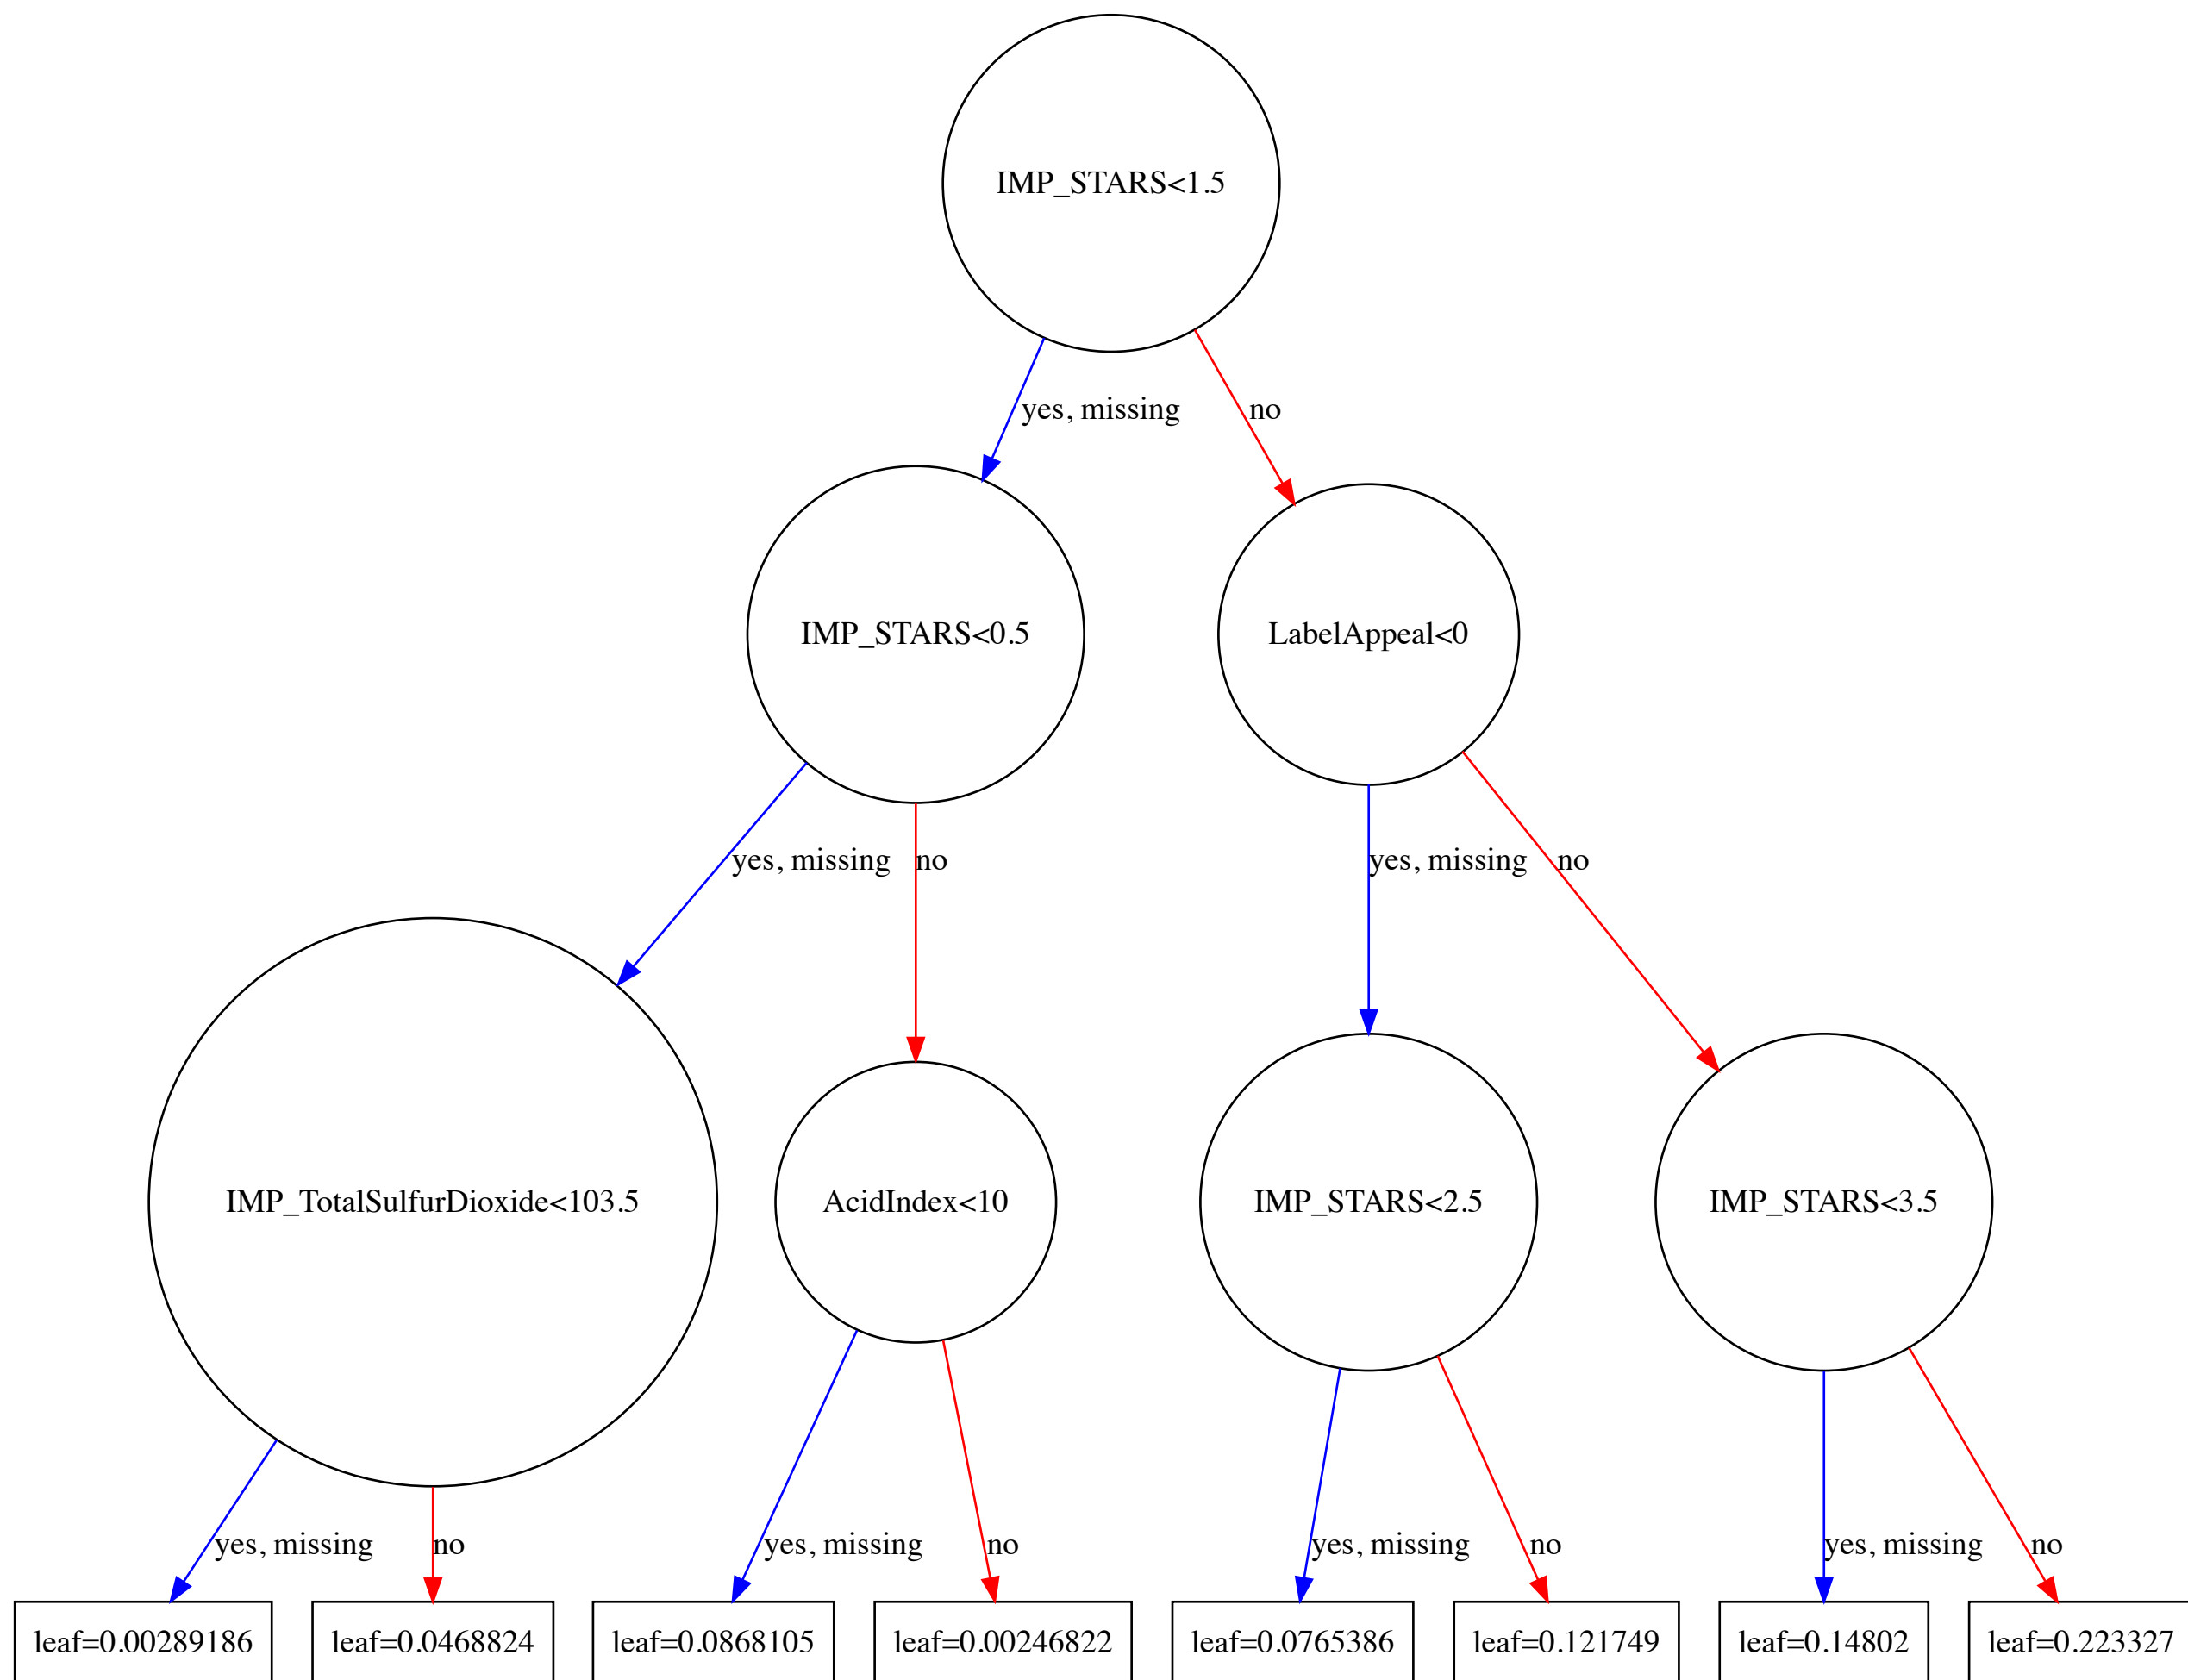 IMP_STARS<1.5
yes, missing
no
IMP_STARS<0.5
LabelAppeal<0
yes, missing
no
yes, missing
no
IMP_TotalSulfurDioxide<103.5
AcidIndex<10
IMP_STARS<2.5
IMP_STARS<3.5
yes, missing
no
yes, missing
no
yes, missing
no
yes, missing
no
leaf=0.00289186
leaf=0.0468824
leaf=0.0868105
leaf=0.00246822
leaf=0.0765386
leaf=0.121749
leaf=0.14802
leaf=0.223327